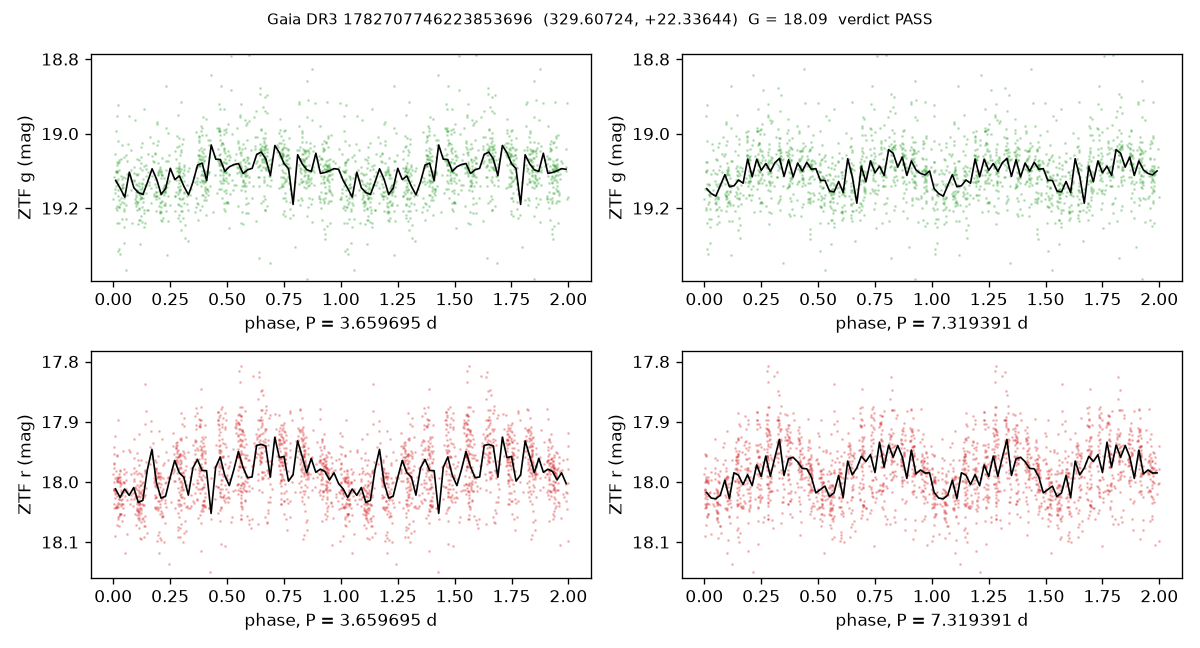 Gaia DR3 1782707746223853696 (329.60724, +22.33644) G = 18.09 verdict PASS
18.8
19.0
19.2
ZTF g (mag)
0.00 0.25 0.50 0.75 1.00 1.25 1.50 1.75 2.00
phase, P = 3.659695 d
ZTF g (mag)
18.8
19.0
19.2
0.00 0.25 0.50 0.75 1.00 1.25 1.50 1.75 2.00
phase, P = 7.319391 d
ZTF r (mag)
17.8
17.9
18.0
18.1
0.00 0.25 0.50 0.75 1.00 1.25 1.50 1.75 2.00
phase, P = 3.659695 d
ZTF r (mag)
17.8
17.9
18.0
18.1
0.00 0.25 0.50 0.75 1.00 1.25 1.50 1.75 2.00
phase, P = 7.319391 d